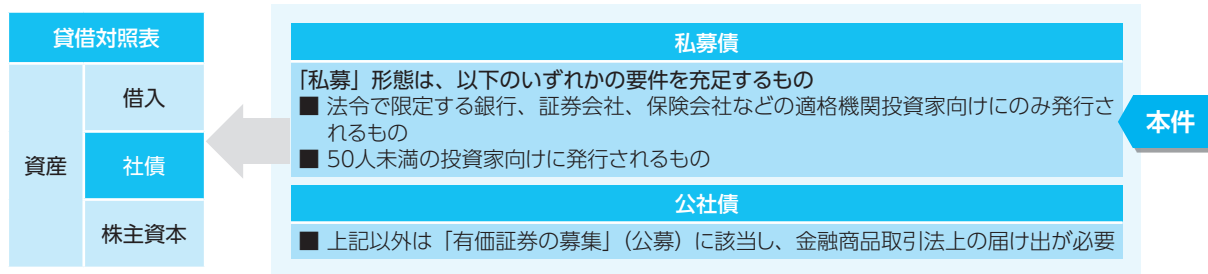 貸借対照表
資産
借入
社債
株主資本
私募債
「私募」形態は、以下のいずれかの要件を充足するもの
■ 法令で限定する銀行、証券会社、保険会社などの適格機関投資家向けにのみ発行さ
れるもの
■ 50人未満の投資家向けに発行されるもの
本件
公社債
■ 上記以外は「有価証券の募集」（公募）に該当し、金融商品取引法上の届け出が必要